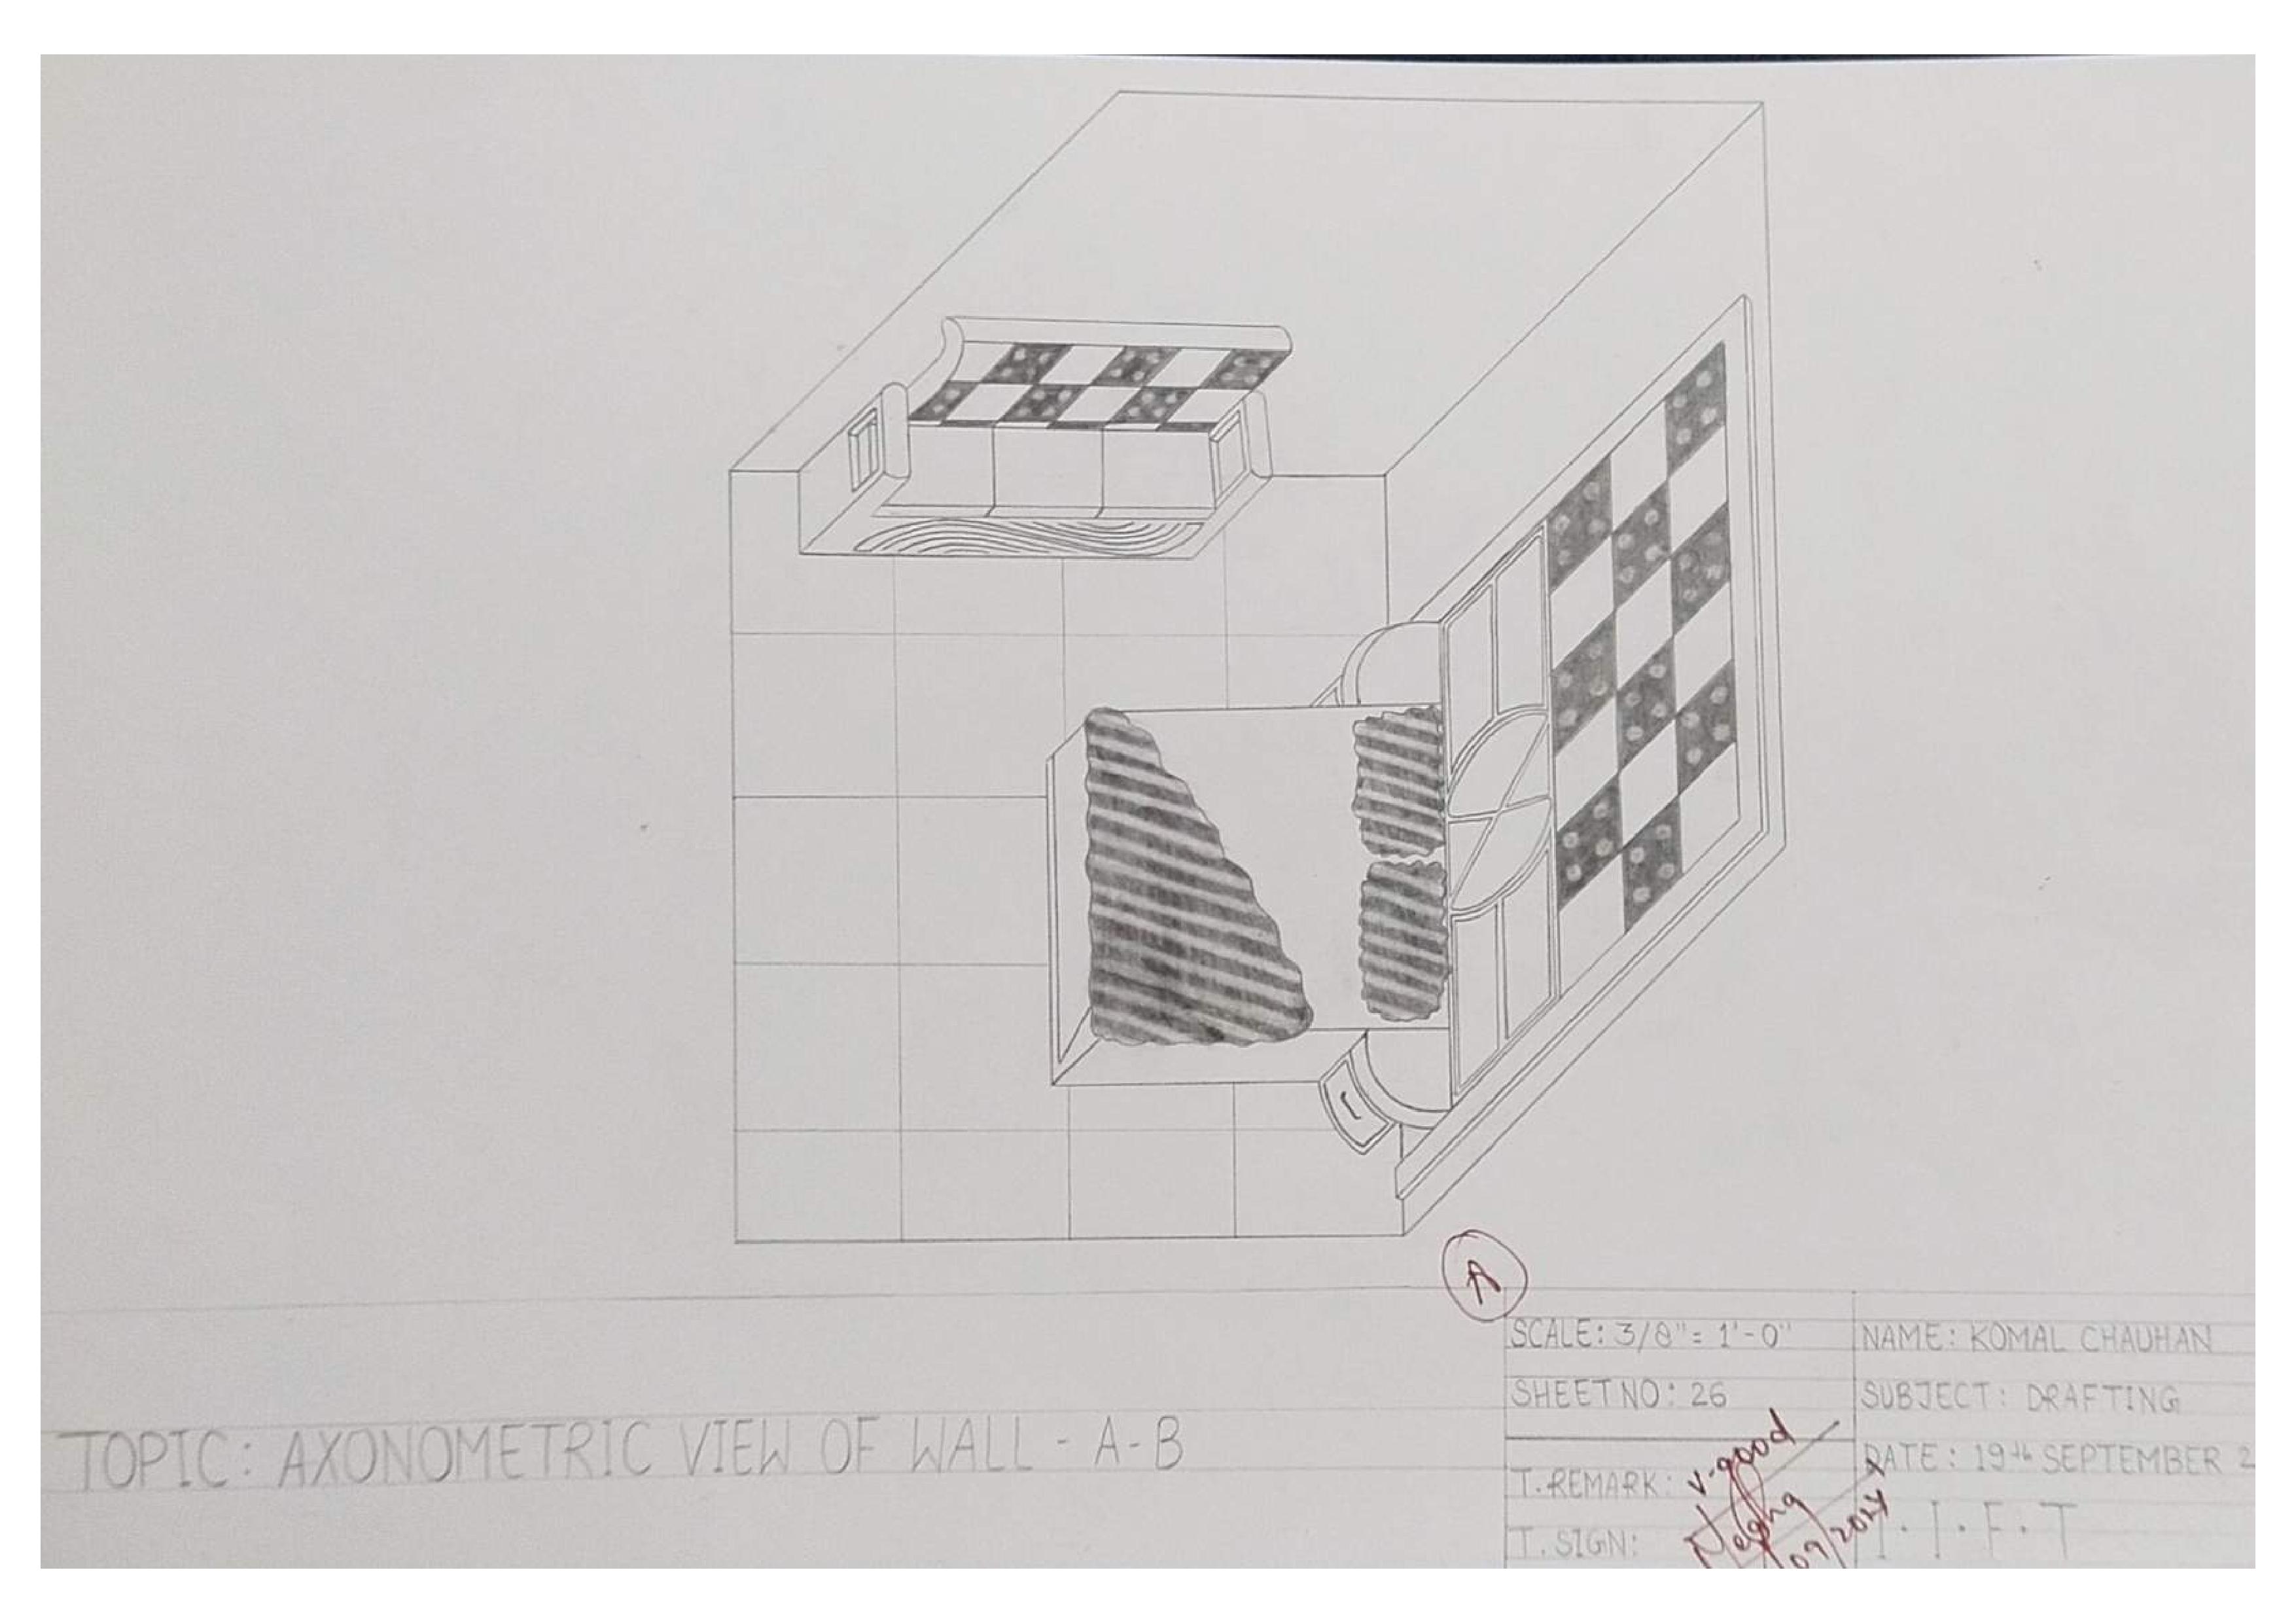 A
SCALE: 3/8" = 1'-0"
NAME: KOMAL CHAUHAN
SHEET NO: 26
SUBJECT: DRAFTING
TOPIC: AXONOMETRIC VIEW OF WALL - A-B
T. REMARK: V. good
DATE: 19th SEPTEMBER 2
T. SIGN:
09/2024
I.I.F.T